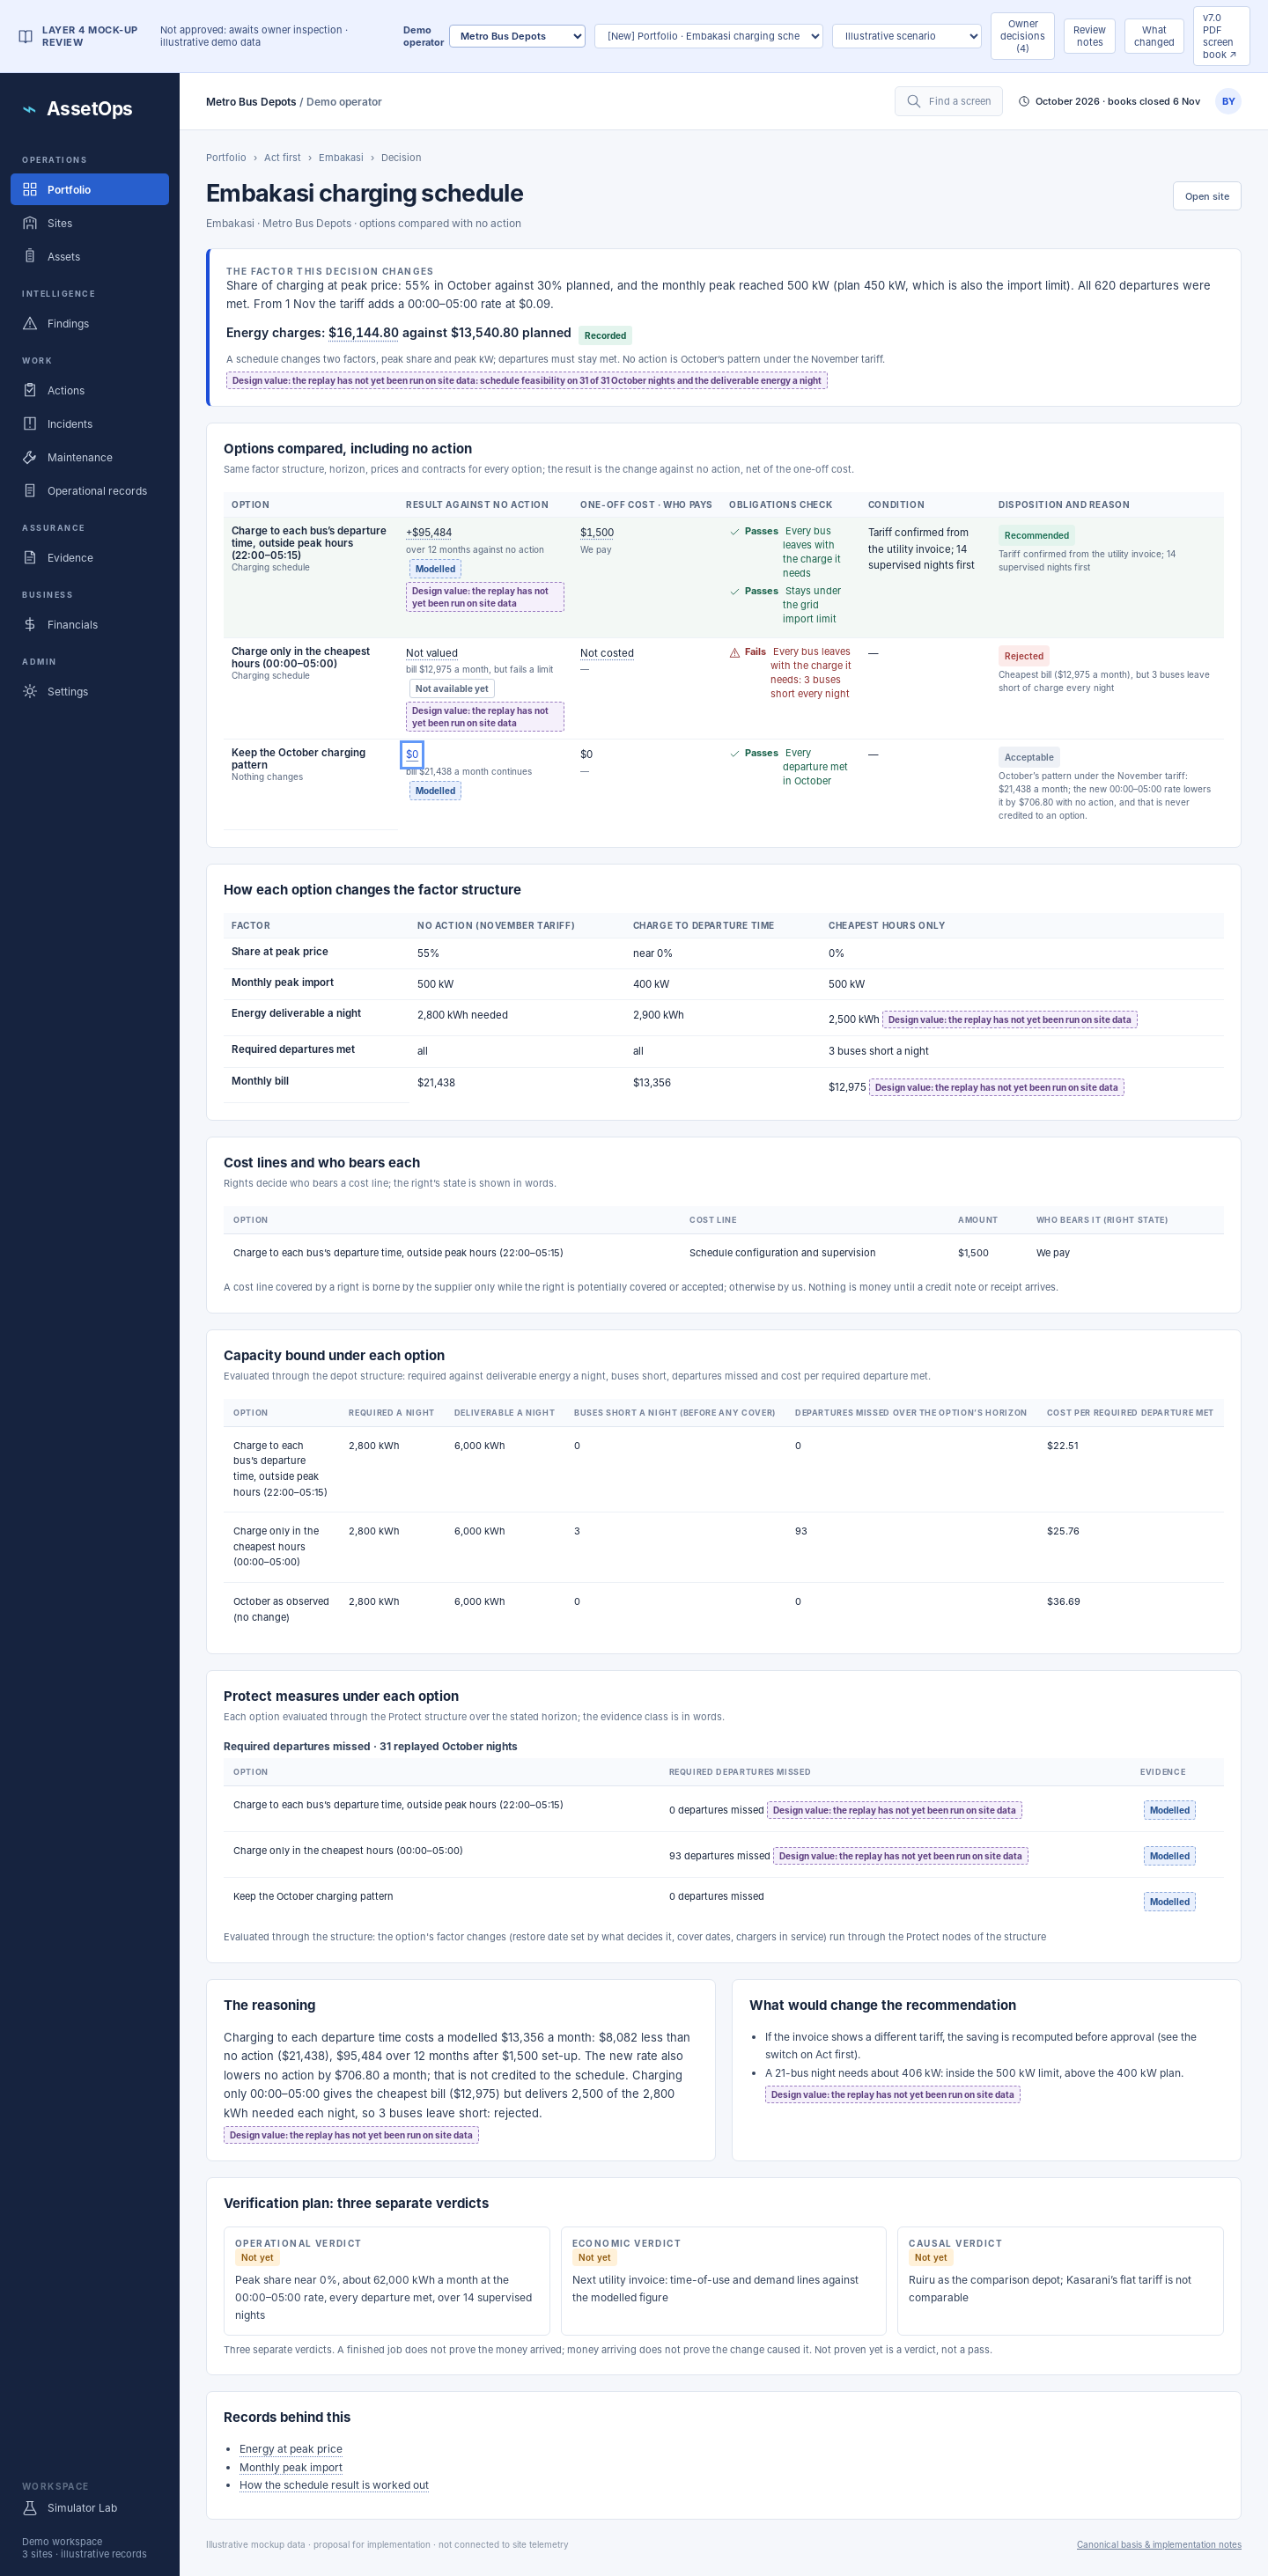 LAYER 4 MOCK-UP REVIEW
Not approved: awaits owner inspection · illustrative demo data
Demo operator
Metro Bus Depots
[New] Portfolio · Embakasi charging sche
Illustrative scenario
Owner decisions (4)
Review notes
What changed
v7.0 PDF screen book ↗
AssetOps
OPERATIONS
Portfolio
Sites
Assets
INTELLIGENCE
Findings
WORK
Actions
Incidents
Maintenance
Operational records
ASSURANCE
Evidence
BUSINESS
Financials
ADMIN
Settings
WORKSPACE
Simulator Lab
Demo workspace
3 sites · illustrative records
Metro Bus Depots / Demo operator
Find a screen
October 2026 · books closed 6 Nov
BY
Portfolio › Act first › Embakasi › Decision
Embakasi charging schedule
Open site
Embakasi · Metro Bus Depots · options compared with no action
THE FACTOR THIS DECISION CHANGES
Share of charging at peak price: 55% in October against 30% planned, and the monthly peak reached 500 kW (plan 450 kW, which is also the import limit). All 620 departures were
met. From 1 Nov the tariff adds a 00:00–05:00 rate at $0.09.
Energy charges: $16,144.80 against $13,540.80 planned Recorded
A schedule changes two factors, peak share and peak kW; departures must stay met. No action is October's pattern under the November tariff.
Design value: the replay has not yet been run on site data: schedule feasibility on 31 of 31 October nights and the deliverable energy a night
Options compared, including no action
Same factor structure, horizon, prices and contracts for every option; the result is the change against no action, net of the one-off cost.
OPTION RESULT AGAINST NO ACTION ONE-OFF COST · WHO PAYS OBLIGATIONS CHECK CONDITION DISPOSITION AND REASON
Charge to each bus's departure time, outside peak hours (22:00–05:15)
Charging schedule
+$95,484
over 12 months against no action
Modelled
Design value: the replay has not yet been run on site data
$1,500
We pay
Passes Every bus leaves with the charge it needs
Passes Stays under the grid import limit
Tariff confirmed from the utility invoice; 14 supervised nights first
Recommended
Tariff confirmed from the utility invoice; 14 supervised nights first
Charge only in the cheapest hours (00:00–05:00)
Charging schedule
Not valued
bill $12,975 a month, but fails a limit
Not available yet
Design value: the replay has not yet been run on site data
Not costed
—
Fails Every bus leaves with the charge it needs: 3 buses short every night
—
Rejected
Cheapest bill ($12,975 a month), but 3 buses leave short of charge every night
Keep the October charging pattern
Nothing changes
$0
bill $21,438 a month continues
Modelled
$0
—
Passes Every departure met in October
—
Acceptable
October's pattern under the November tariff: $21,438 a month; the new 00:00–05:00 rate lowers it by $706.80 with no action, and that is never credited to an option.
How each option changes the factor structure
FACTOR NO ACTION (NOVEMBER TARIFF) CHARGE TO DEPARTURE TIME CHEAPEST HOURS ONLY
Share at peak price 55% near 0% 0%
Monthly peak import 500 kW 400 kW 500 kW
Energy deliverable a night 2,800 kWh needed 2,900 kWh 2,500 kWh Design value: the replay has not yet been run on site data
Required departures met all all 3 buses short a night
Monthly bill $21,438 $13,356 $12,975 Design value: the replay has not yet been run on site data
Cost lines and who bears each
Rights decide who bears a cost line; the right's state is shown in words.
OPTION COST LINE AMOUNT WHO BEARS IT (RIGHT STATE)
Charge to each bus's departure time, outside peak hours (22:00–05:15) Schedule configuration and supervision $1,500 We pay
A cost line covered by a right is borne by the supplier only while the right is potentially covered or accepted; otherwise by us. Nothing is money until a credit note or receipt arrives.
Capacity bound under each option
Evaluated through the depot structure: required against deliverable energy a night, buses short, departures missed and cost per required departure met.
OPTION REQUIRED A NIGHT DELIVERABLE A NIGHT BUSES SHORT A NIGHT (BEFORE ANY COVER) DEPARTURES MISSED OVER THE OPTION'S HORIZON COST PER REQUIRED DEPARTURE MET
Charge to each bus's departure time, outside peak hours (22:00–05:15) 2,800 kWh 6,000 kWh 0 0 $22.51
Charge only in the cheapest hours (00:00–05:00) 2,800 kWh 6,000 kWh 3 93 $25.76
October as observed (no change) 2,800 kWh 6,000 kWh 0 0 $36.69
Protect measures under each option
Each option evaluated through the Protect structure over the stated horizon; the evidence class is in words.
Required departures missed · 31 replayed October nights
OPTION REQUIRED DEPARTURES MISSED EVIDENCE
Charge to each bus's departure time, outside peak hours (22:00–05:15) 0 departures missed Design value: the replay has not yet been run on site data Modelled
Charge only in the cheapest hours (00:00–05:00) 93 departures missed Design value: the replay has not yet been run on site data Modelled
Keep the October charging pattern 0 departures missed Modelled
Evaluated through the structure: the option's factor changes (restore date set by what decides it, cover dates, chargers in service) run through the Protect nodes of the structure
The reasoning
Charging to each departure time costs a modelled $13,356 a month: $8,082 less than
no action ($21,438), $95,484 over 12 months after $1,500 set-up. The new rate also
lowers no action by $706.80 a month; that is not credited to the schedule. Charging
only 00:00–05:00 gives the cheapest bill ($12,975) but delivers 2,500 of the 2,800
kWh needed each night, so 3 buses leave short: rejected.
Design value: the replay has not yet been run on site data
What would change the recommendation
• If the invoice shows a different tariff, the saving is recomputed before approval (see the
switch on Act first).
• A 21-bus night needs about 406 kW: inside the 500 kW limit, above the 400 kW plan.
Design value: the replay has not yet been run on site data
Verification plan: three separate verdicts
OPERATIONAL VERDICT
Not yet
Peak share near 0%, about 62,000 kWh a month at the
00:00–05:00 rate, every departure met, over 14 supervised
nights
ECONOMIC VERDICT
Not yet
Next utility invoice: time-of-use and demand lines against
the modelled figure
CAUSAL VERDICT
Not yet
Ruiru as the comparison depot; Kasarani's flat tariff is not
comparable
Three separate verdicts. A finished job does not prove the money arrived; money arriving does not prove the change caused it. Not proven yet is a verdict, not a pass.
Records behind this
• Energy at peak price
• Monthly peak import
• How the schedule result is worked out
Illustrative mockup data · proposal for implementation · not connected to site telemetry
Canonical basis & implementation notes